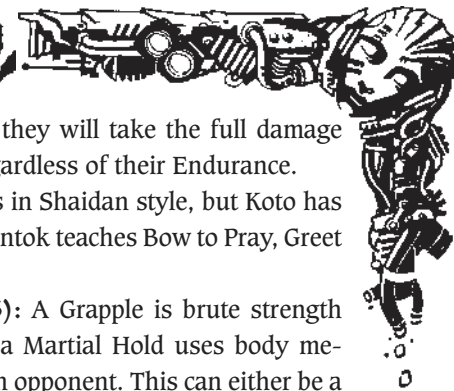 they will take the full damage
gardless of their Endurance.
s in Shaidan style, but Koto has
ntok teaches Bow to Pray, Greet
): A Grapple is brute strength
a Martial Hold uses body me-
n opponent. This can either be a